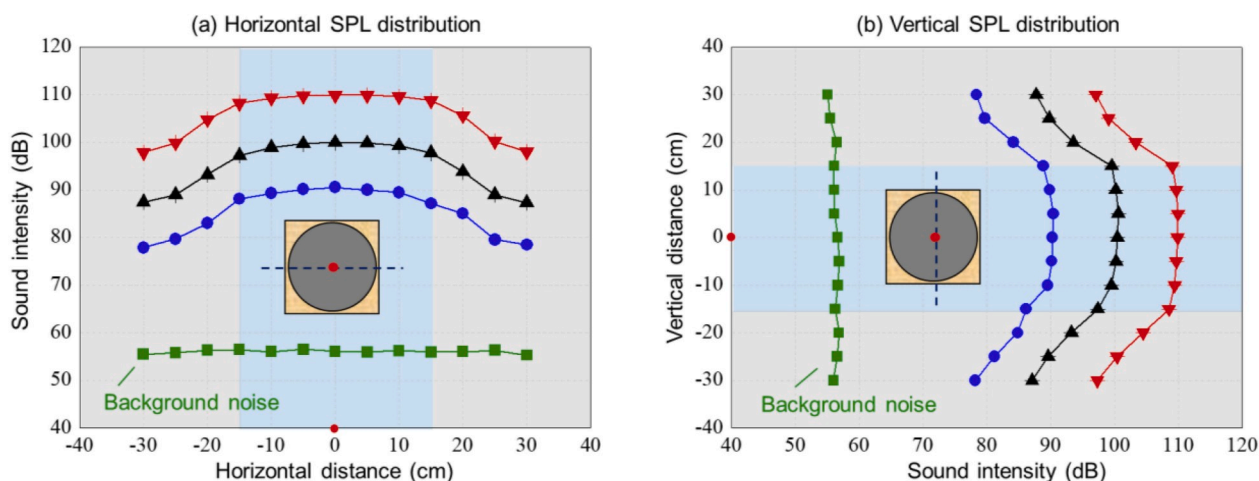 (a) Horizontal SPL distribution
120
110
100
90
80
70
60
50
40
Sound intensity (dB)
Background noise
-40 -30 -20 -10 0 10 20 30 40
Horizontal distance (cm)
(b) Vertical SPL distribution
40
30
20
10
0
-10
-20
-30
-40
Vertical distance (cm)
Background noise
40 50 60 70 80 90 100 110 120
Sound intensity (dB)